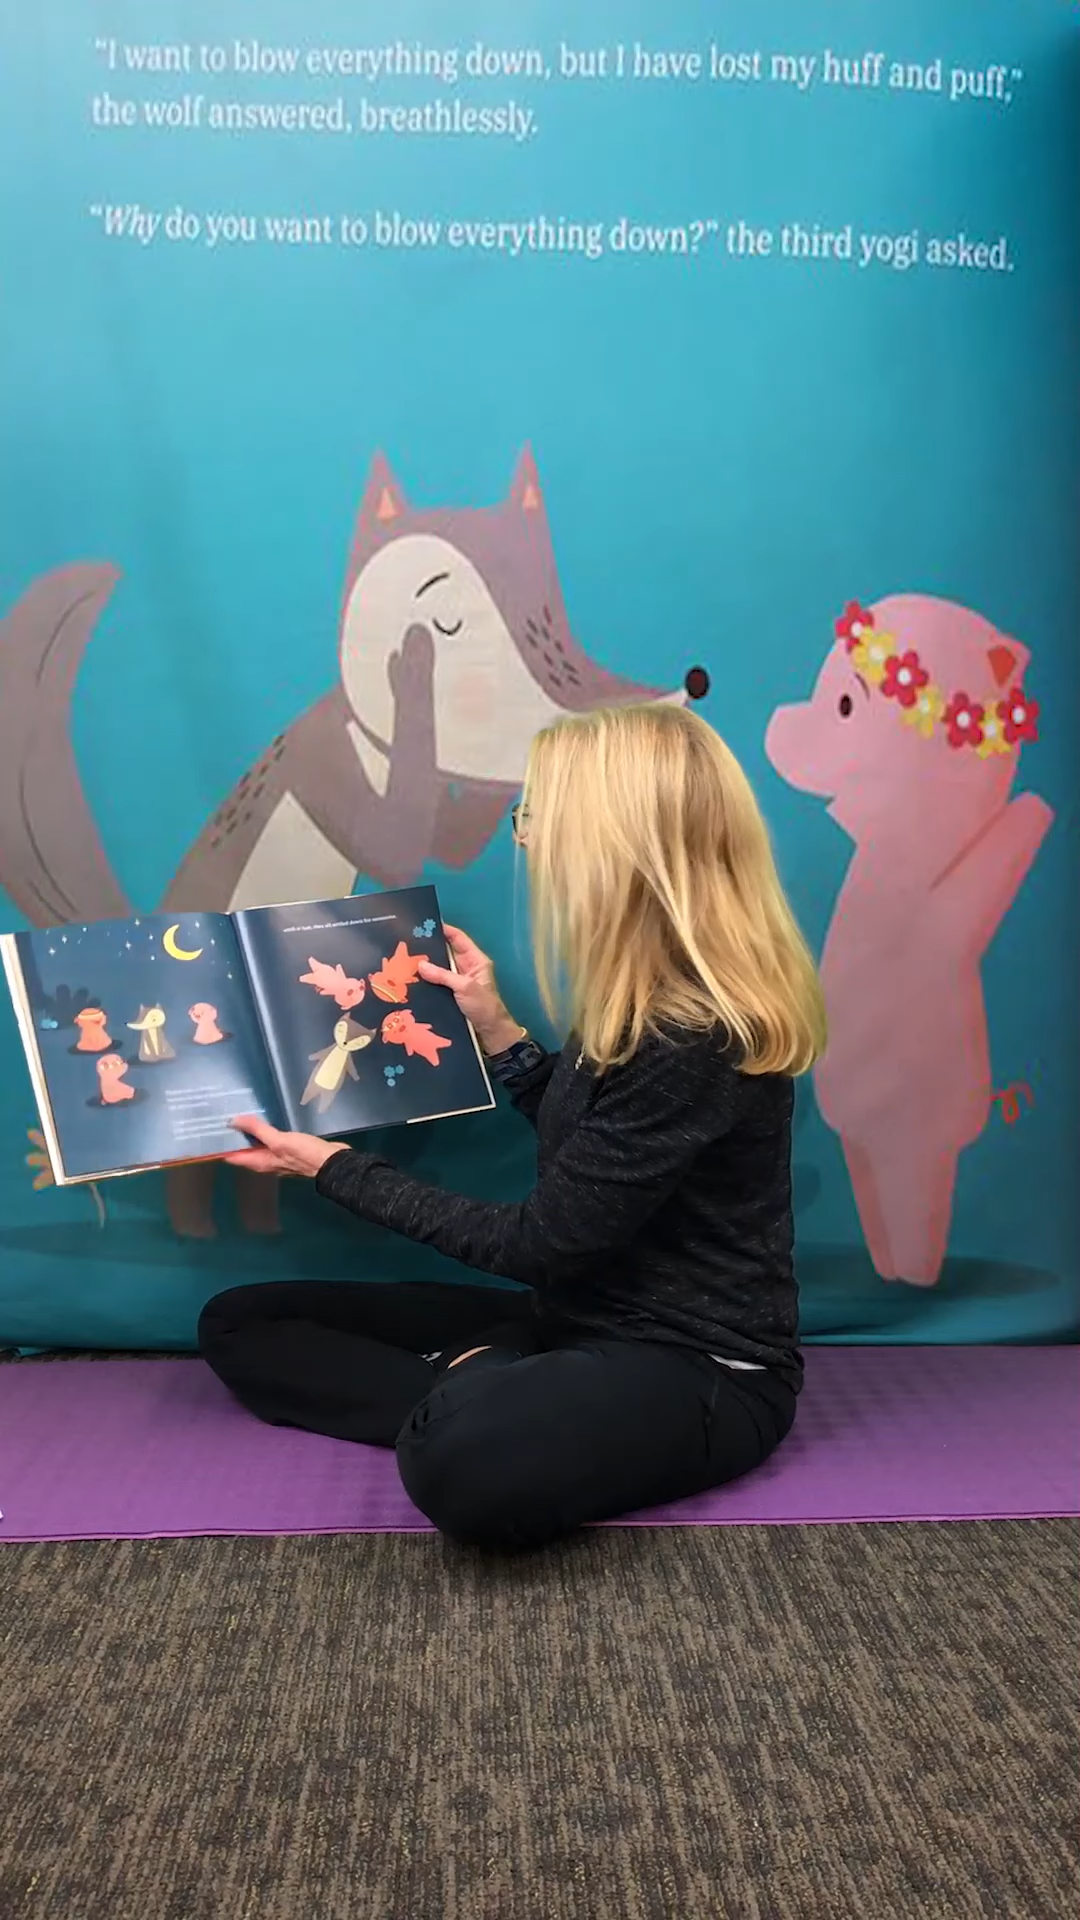 "I want to blow everything down, but I have lost my huff and puff,"
the wolf answered, breathlessly.
"Why do you want to blow everything down?" the third yogi asked.